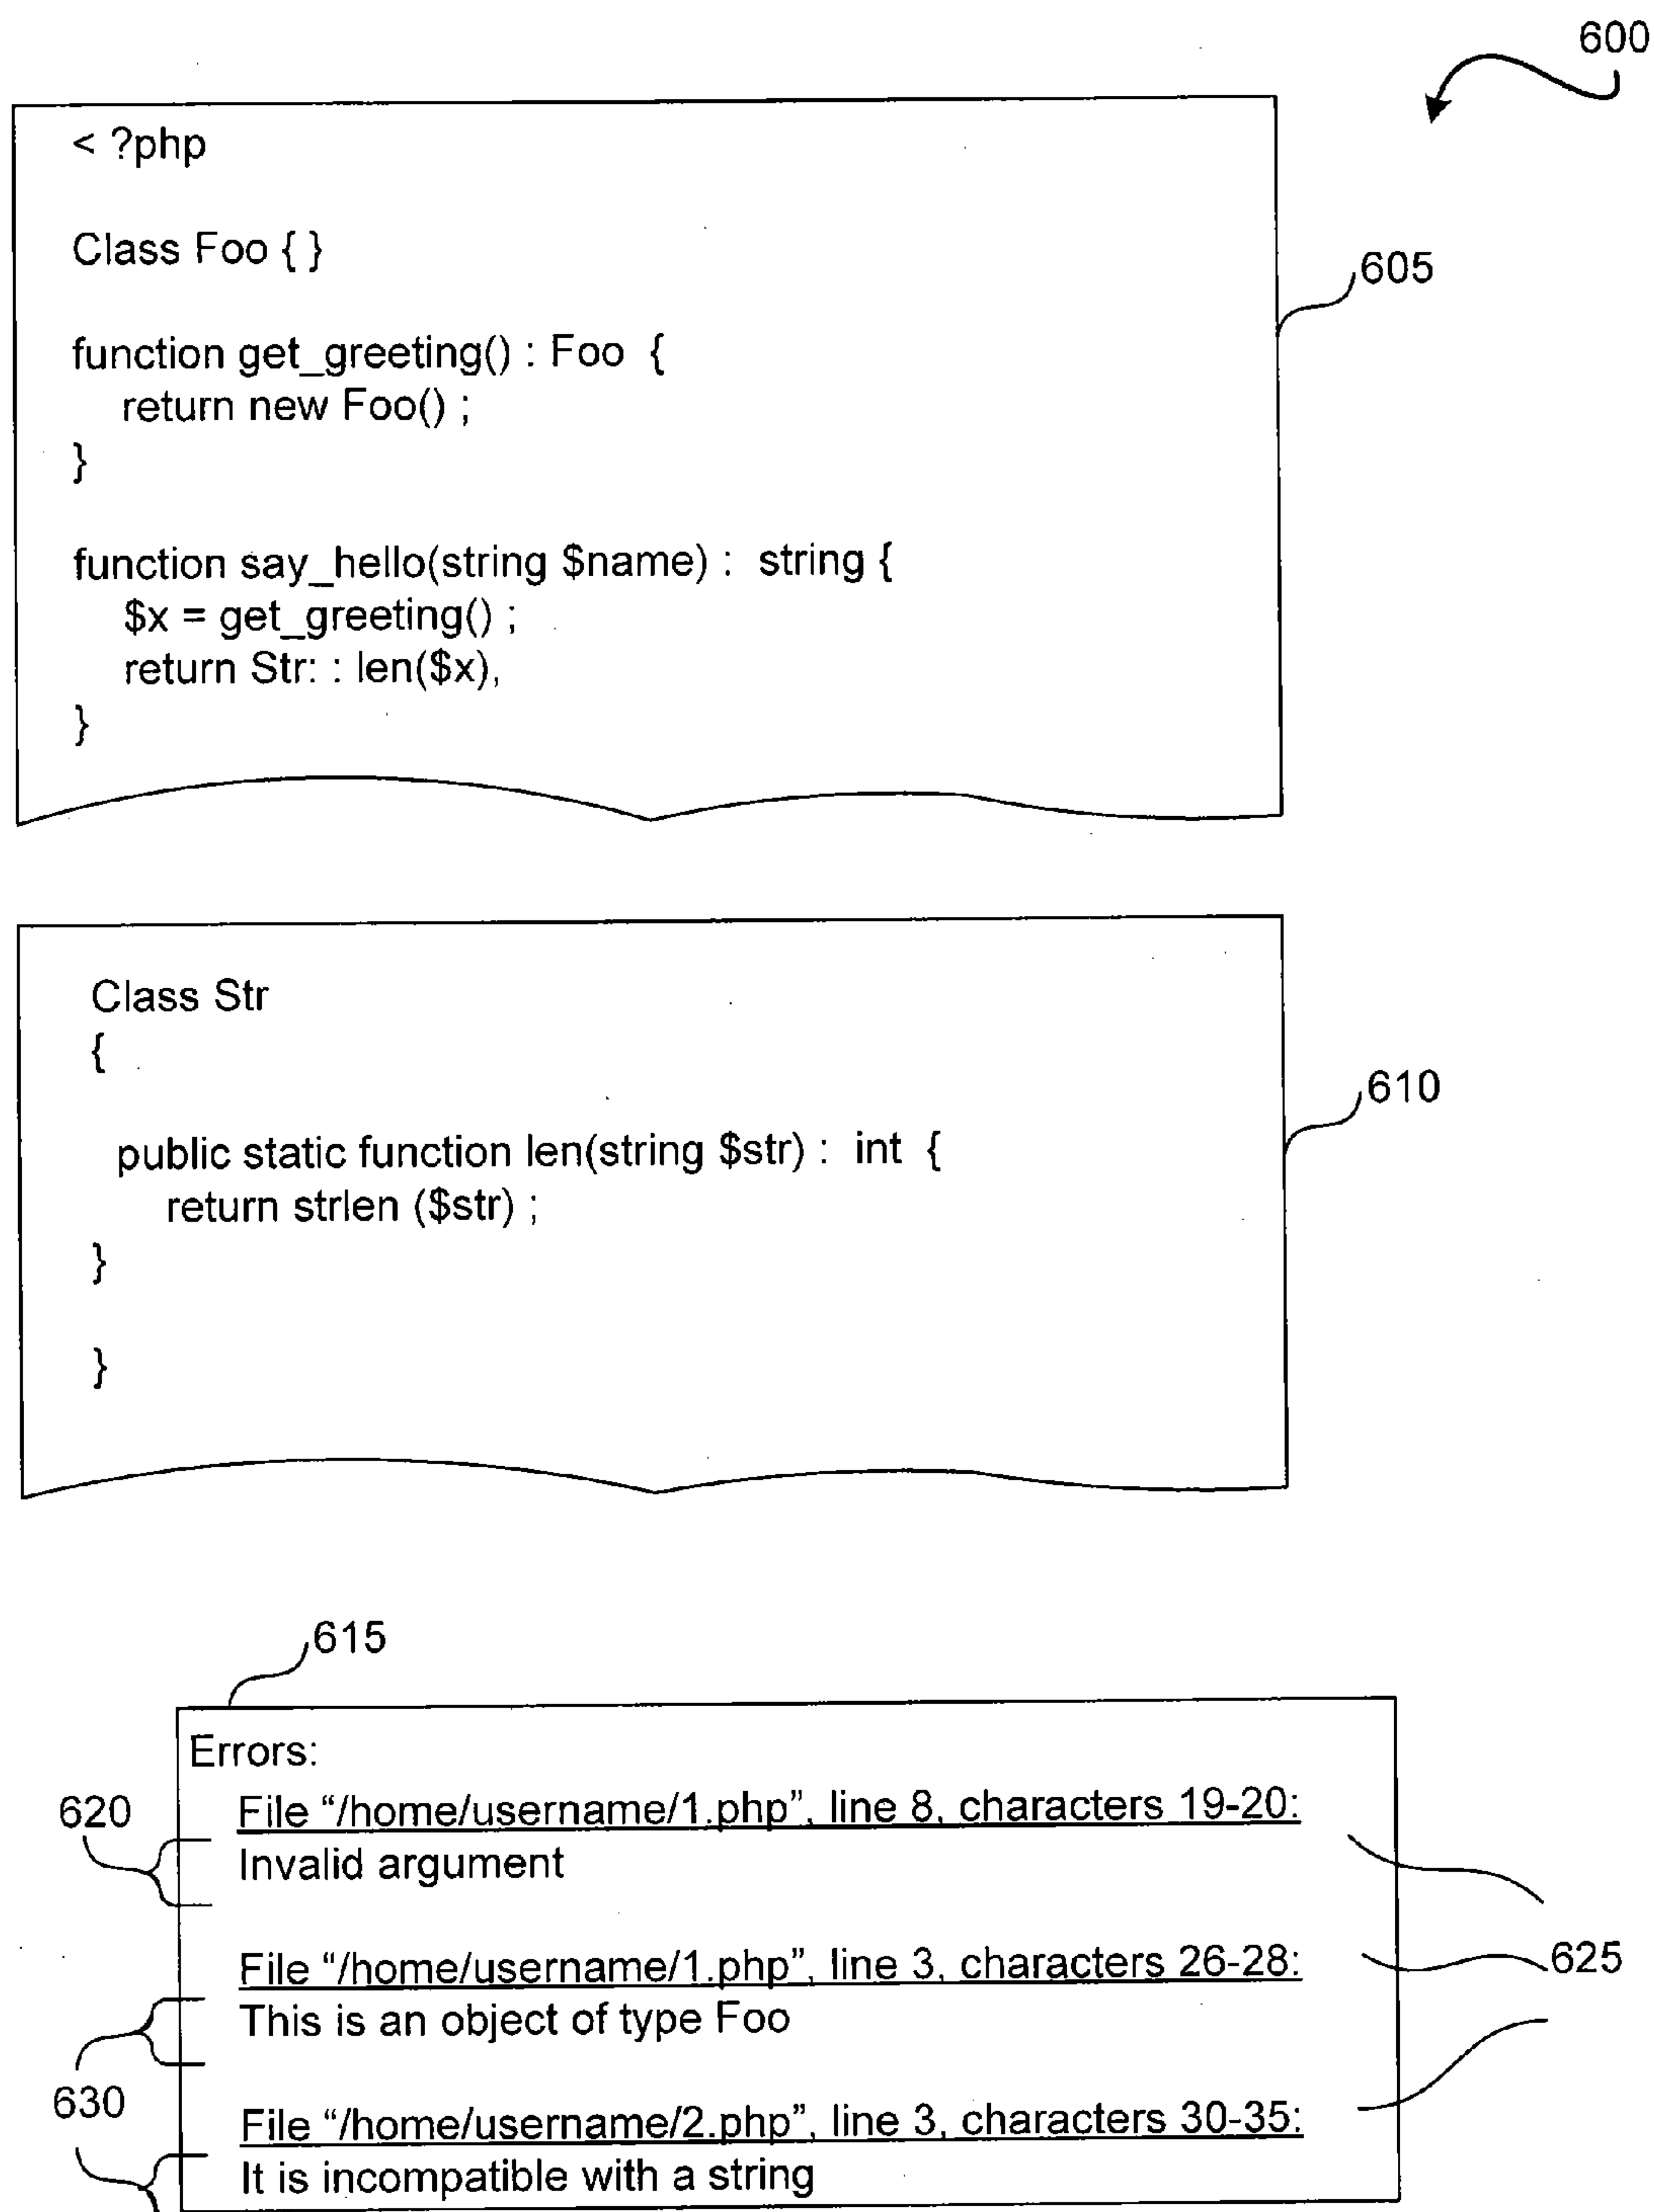 600
< ?php
Class Foo { }
605
function get_greeting() : Foo {
return new Foo() ;
}
function say_hello(string $name) : string {
$x = get_greeting() ;
return Str: : len($x),
}
Class Str
{
610
public static function len(string $str) : int {
return strlen ($str) ;
}
}
615
Errors:
620
File “/home/username/1.php”, line 8, characters 19-20:
Invalid argument
File “/home/username/1.php”, line 3, characters 26-28:
625
This is an object of type Foo
630
File “/home/username/2.php”, line 3, characters 30-35:
It is incompatible with a string